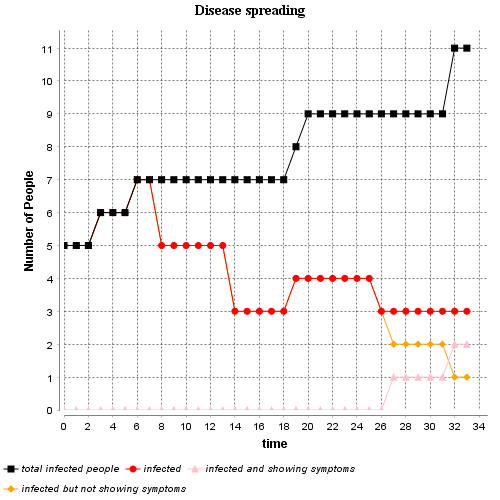 Disease spreading
Number of People
11
10
9
8
7
6
5
4
3
2
1
0
0 2 4 6 8 10 12 14 16 18 20 22 24 26 28 30 32 34
time
total infected people infected infected and showing symptoms
infected but not showing symptoms